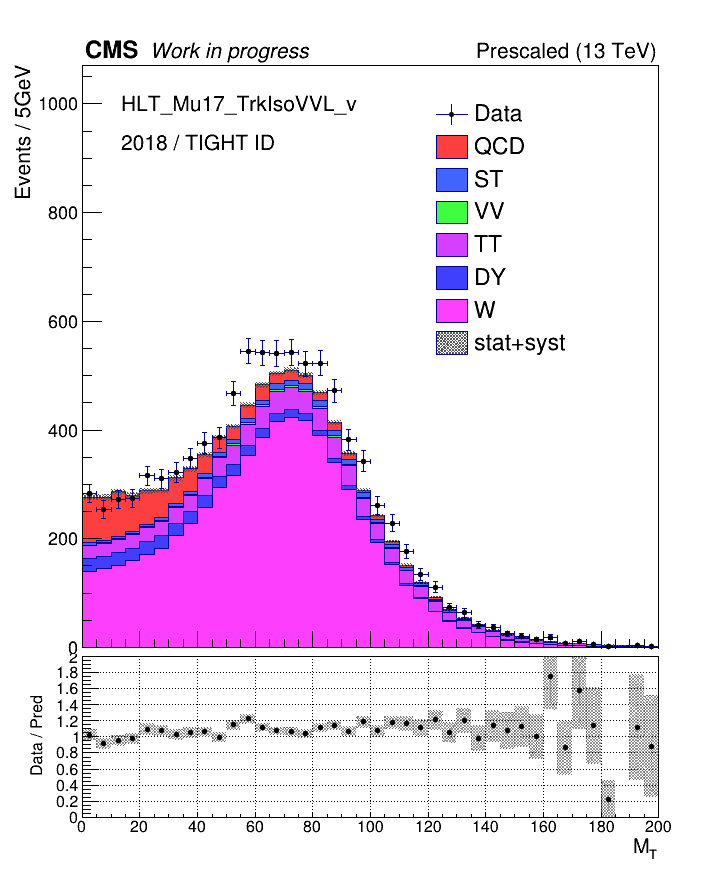 CMS Work in progress Prescaled (13 TeV)
Events / 5GeV
HLT_Mu17_TrkIsoVVL_v
2018 / TIGHT ID
Data
QCD
ST
VV
TT
DY
W
stat+syst
1000
800
600
400
200
0
Data / Pred
2
1.8
1.6
1.4
1.2
1
0.8
0.6
0.4
0.2
0
0 20 40 60 80 100 120 140 160 180 200
M_T